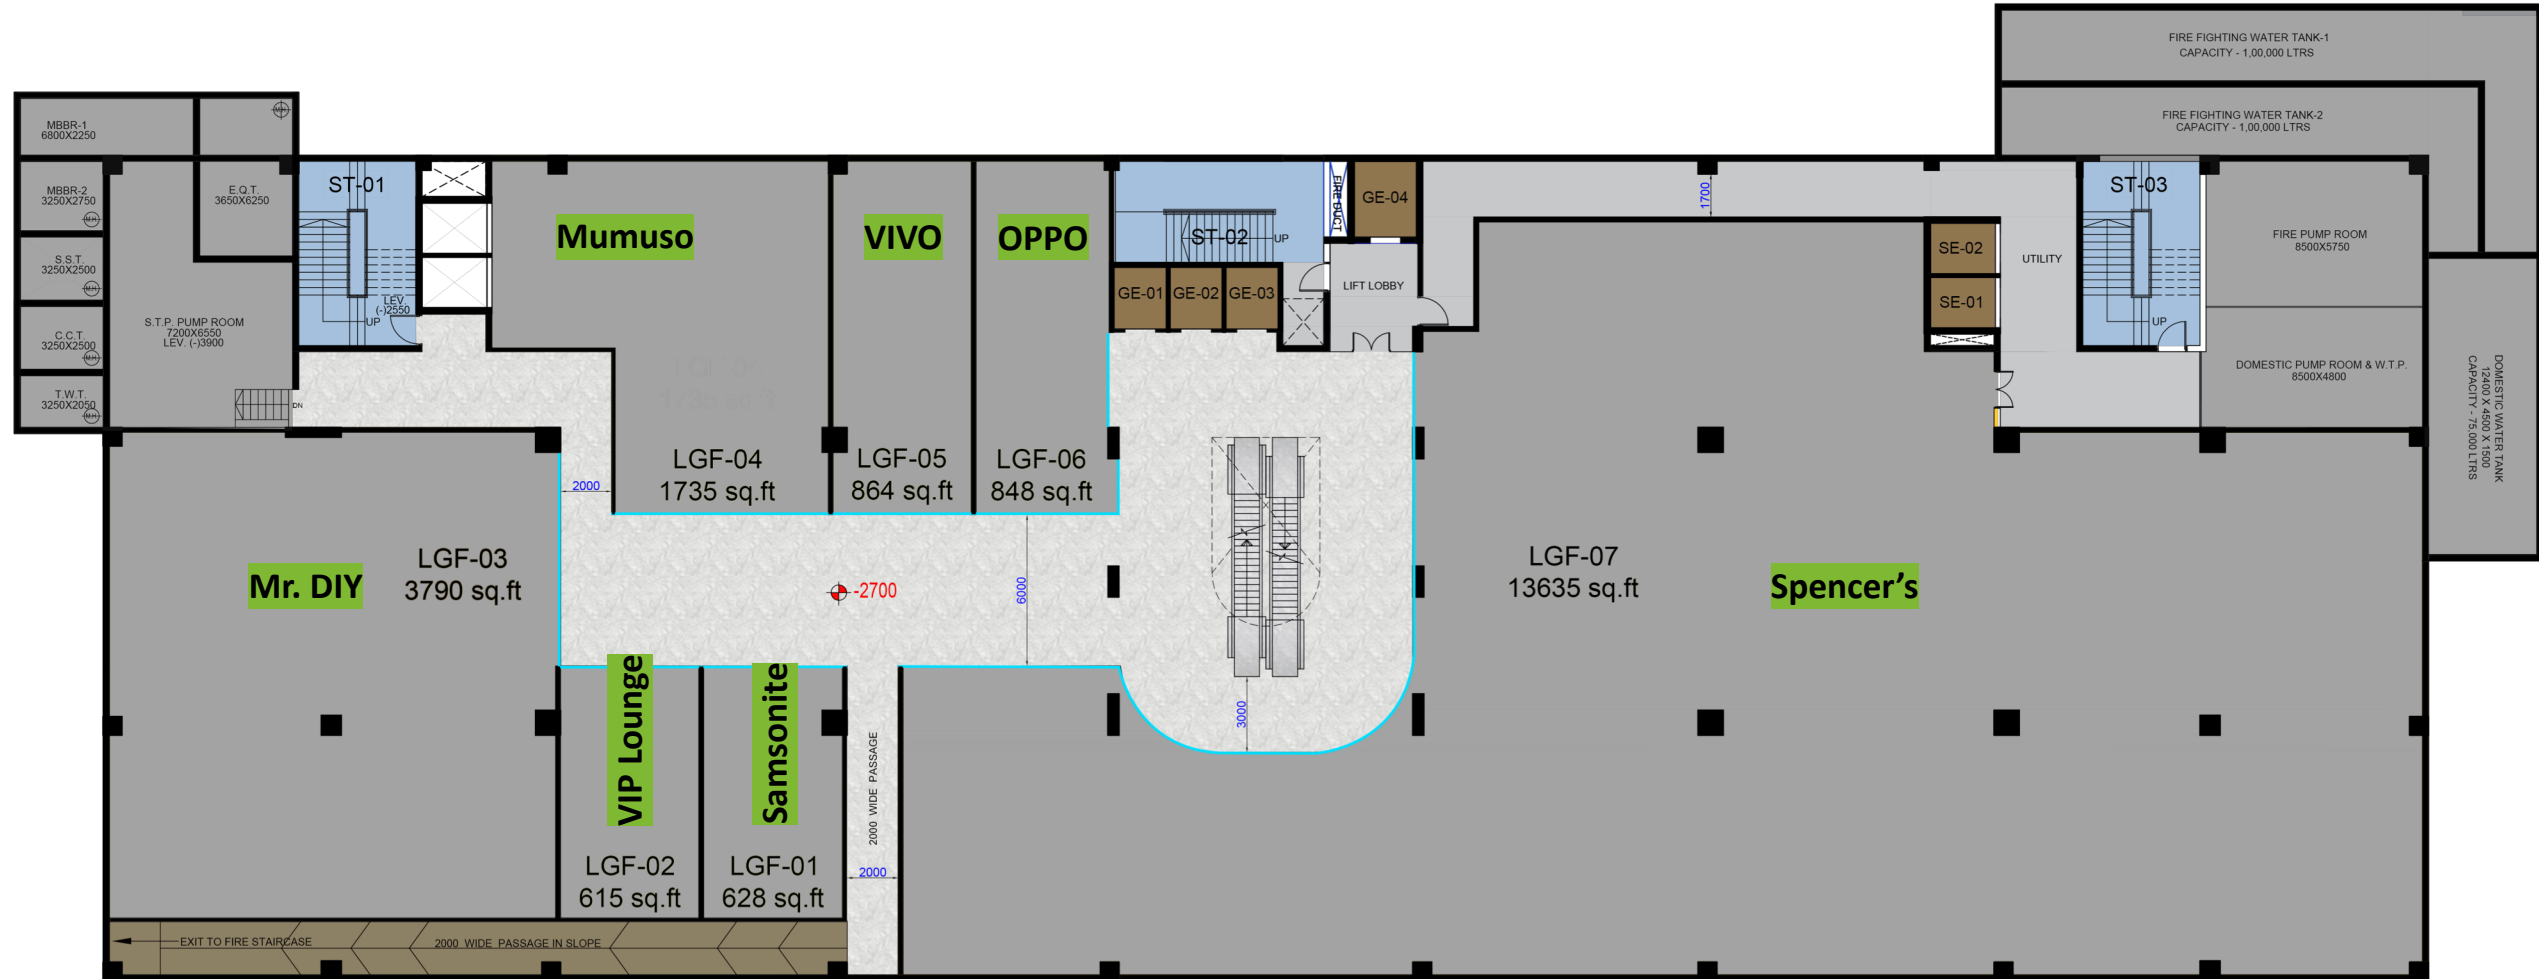 FIRE FIGHTING WATER TANK-1
CAPACITY - 1,00,000 LTRS
FIRE FIGHTING WATER TANK-2
CAPACITY - 1,00,000 LTRS
MBBR-1
6800X2250
M.H
MBBR-2
3250X2750
M.H
E.Q.T.
3650X6250
S.S.T.
3250X2500
M.H
C.C.T.
3250X2500
M.H
T.W.T.
3250X2050
M.H
S.T.P. PUMP ROOM
7200X6550
LEV. (-)3900
DN
ST-01
LEV.
(-)2550
UP
Mumuso
LGF-04
1735 sq.ft
LGF-04
1735 sq.ft
VIVO
LGF-05
864 sq.ft
OPPO
LGF-06
848 sq.ft
ST-02
UP
FIRE DUCT
GE-04
GE-01
GE-02
GE-03
LIFT LOBBY
1700
SE-02
SE-01
UTILITY
ST-03
UP
FIRE PUMP ROOM
8500X5750
DOMESTIC PUMP ROOM & W.T.P.
8500X4800
DOMESTIC WATER TANK
12400 X 4500 X 1500
CAPACITY - 75,000 LTRS
2000
Mr. DIY
LGF-03
3790 sq.ft
-2700
6000
3000
LGF-07
13635 sq.ft
Spencer's
VIP Lounge
LGF-02
615 sq.ft
Samsonite
LGF-01
628 sq.ft
2000 WIDE PASSAGE
2000
EXIT TO FIRE STAIRCASE
2000 WIDE PASSAGE IN SLOPE